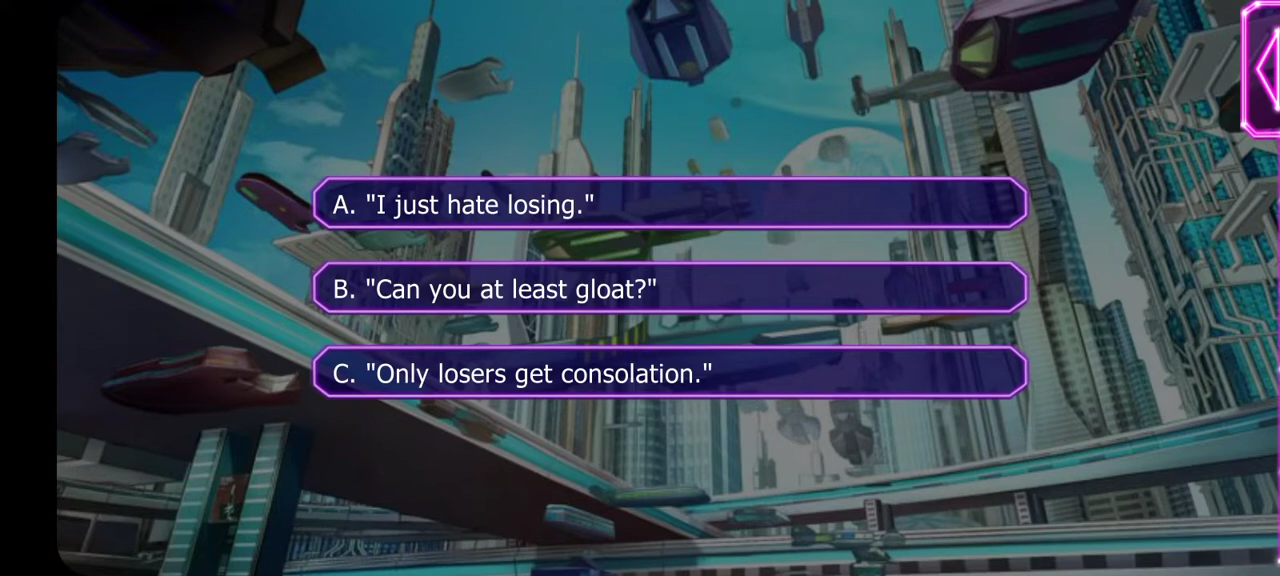 A. "I just hate losing."
B. "Can you at least gloat?"
C. "Only losers get consolation."